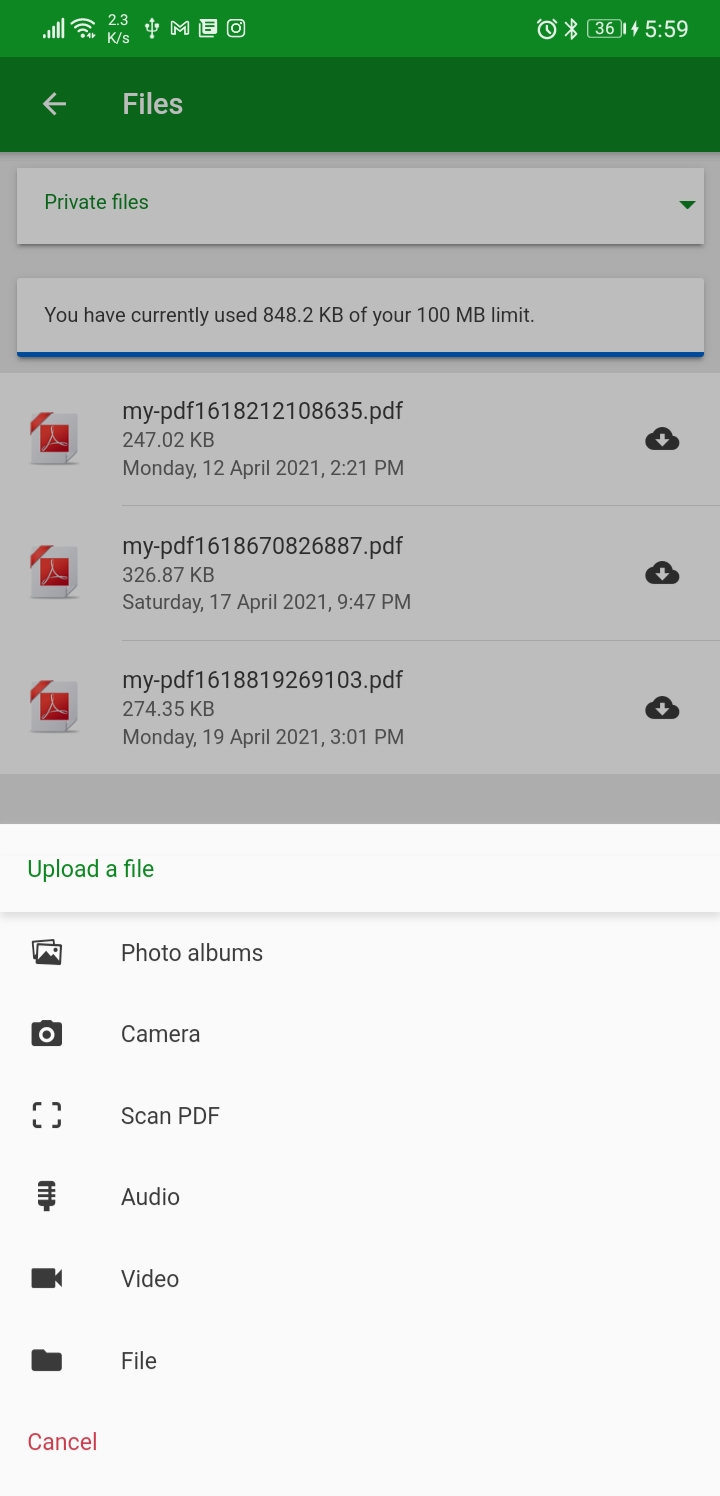 2.3
K/s
36
5:59
Files
Private files
You have currently used 848.2 KB of your 100 MB limit.
my-pdf1618212108635.pdf
247.02 KB
Monday, 12 April 2021, 2:21 PM
my-pdf1618670826887.pdf
326.87 KB
Saturday, 17 April 2021, 9:47 PM
my-pdf1618819269103.pdf
274.35 KB
Monday, 19 April 2021, 3:01 PM
Upload a file
Photo albums
Camera
Scan PDF
Audio
Video
File
Cancel